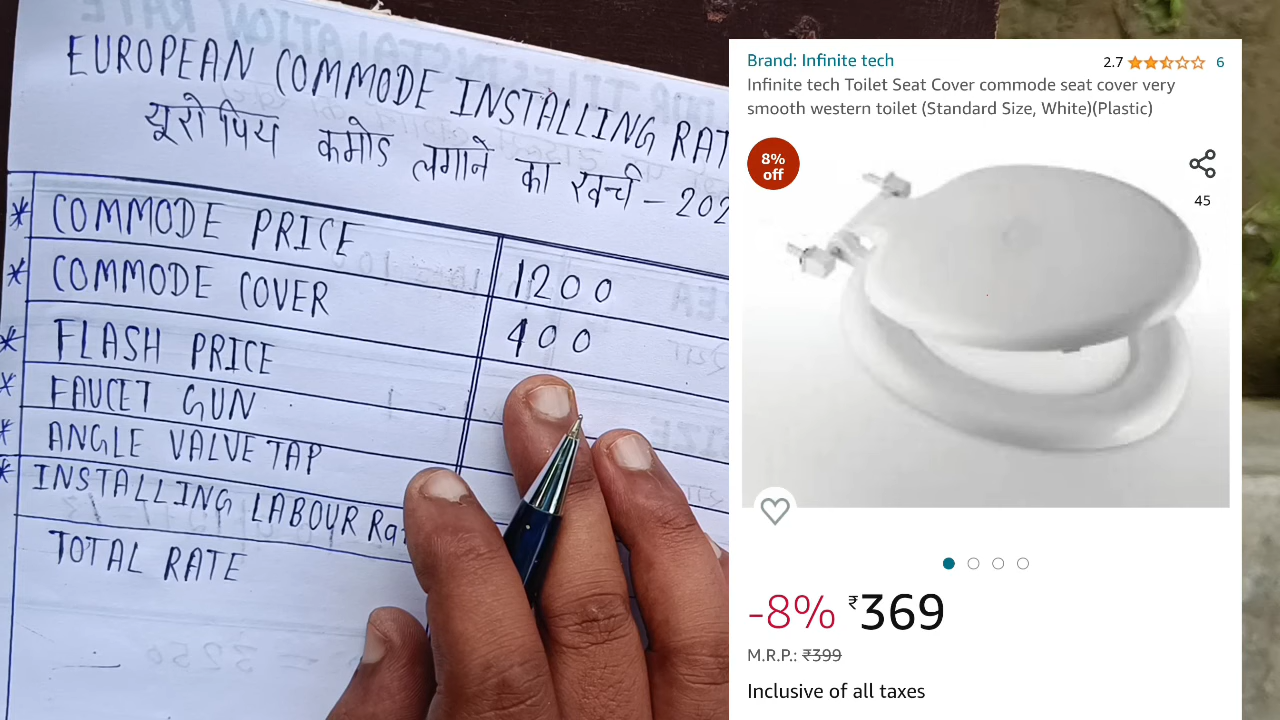 EUROPEAN COMMODE INSTALLING RAT
यूरोपिय कमोड लगाने का खर्च - 202
* COMMODE PRICE 1200
* COMMODE COVER 400
* FLASH PRICE
* FAUCET GUN
* ANGLE VALVE TAP
* INSTALLING LABOUR Ra
TOTAL RATE
Brand: Infinite tech
2.7 6
Infinite tech Toilet Seat Cover commode seat cover very
smooth western toilet (Standard Size, White)(Plastic)
8%
off
45
-8% ₹369
M.R.P.: ₹399
Inclusive of all taxes